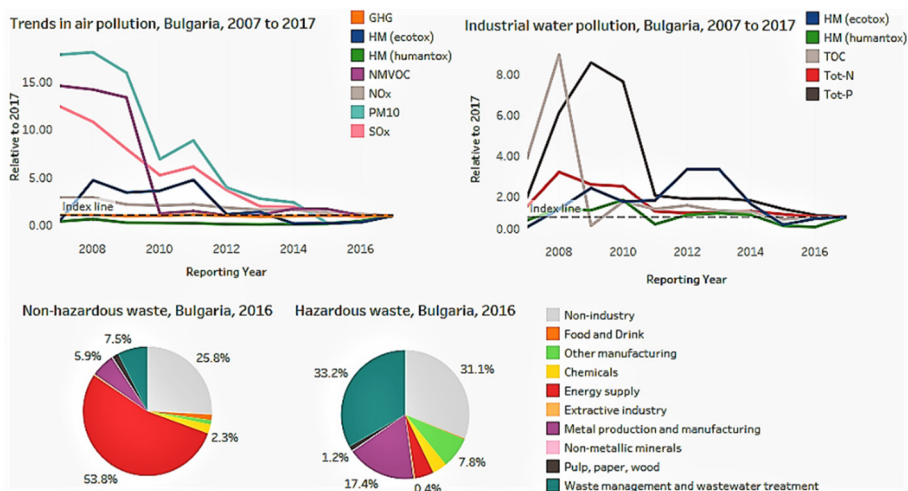 Trends in air pollution, Bulgaria, 2007 to 2017
GHG
HM (ecotox)
HM (humantox)
NMVOC
NOx
PM10
SOx
Relative to 2017
15.00
10.00
5.00
0.00
Index line
2008
2010
2012
2014
2016
Reporting Year
Industrial water pollution, Bulgaria, 2007 to 2017
HM (ecotox)
HM (humantox)
TOC
Tot-N
Tot-P
Relative to 2017
8.00
6.00
4.00
2.00
0.00
Index line
2008
2010
2012
2014
2016
Reporting Year
Non-hazardous waste, Bulgaria, 2016
7.5%
5.9%
25.8%
2.3%
53.8%
Hazardous waste, Bulgaria, 2016
33.2%
31.1%
1.2%
7.8%
17.4%
0.4%
Non-industry
Food and Drink
Other manufacturing
Chemicals
Energy supply
Extractive industry
Metal production and manufacturing
Non-metallic minerals
Pulp, paper, wood
Waste management and wastewater treatment